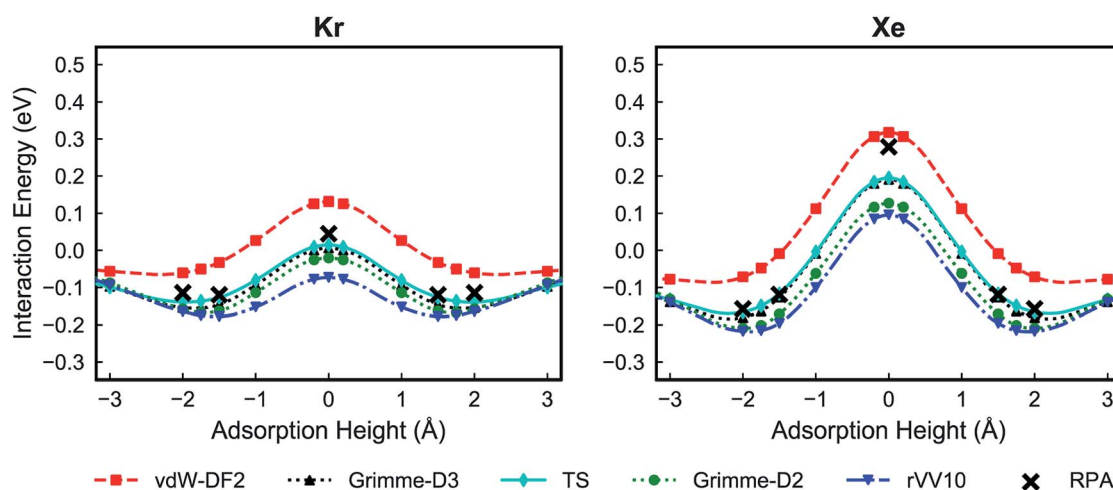 Kr
Xe
Interaction Energy (eV)
0.5
0.4
0.3
0.2
0.1
0.0
−0.1
−0.2
−0.3
−3 −2 −1 0 1 2 3
Adsorption Height (Å)
0.5
0.4
0.3
0.2
0.1
0.0
−0.1
−0.2
−0.3
−3 −2 −1 0 1 2 3
Adsorption Height (Å)
vdW-DF2 Grimme-D3 TS Grimme-D2 rVV10 RPA